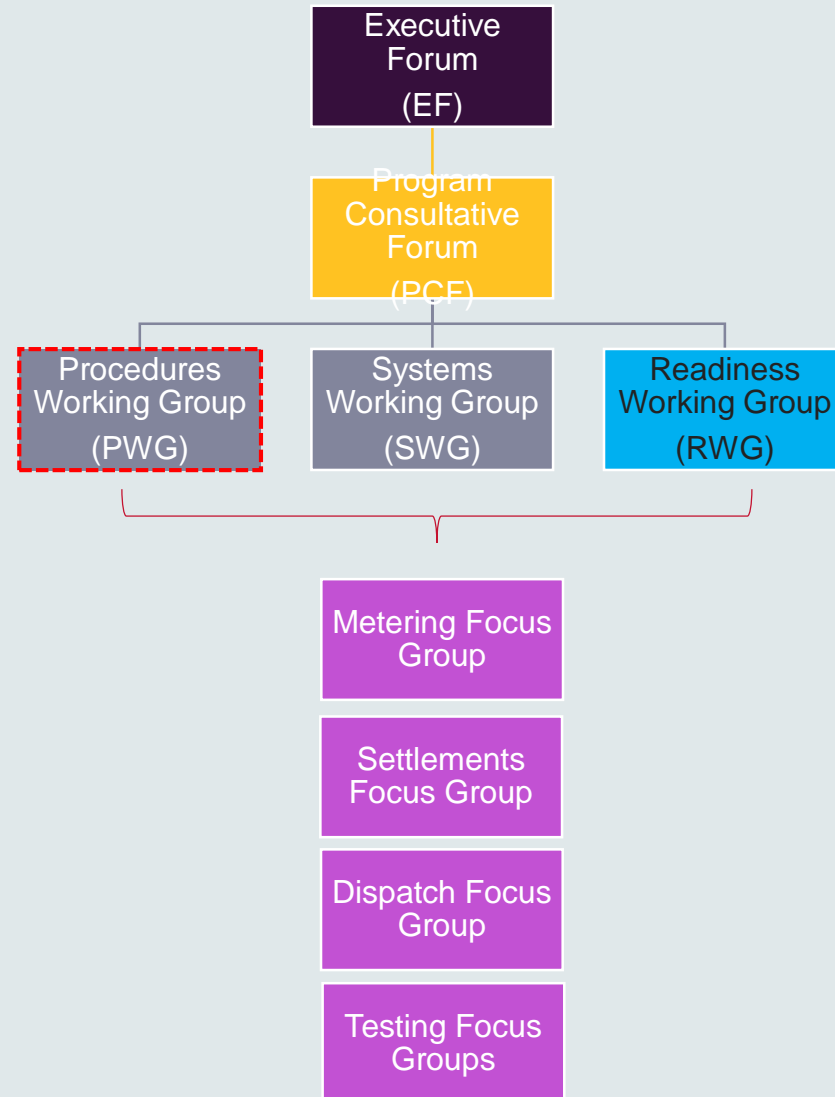 Executive
Forum
(EF)
Program
Consultative
Forum
(PCF)
Procedures
Working Group
(PWG)
Systems
Working Group
(SWG)
Readiness
Working Group
(RWG)
Metering Focus
Group
Settlements
Focus Group
Dispatch Focus
Group
Testing Focus
Groups